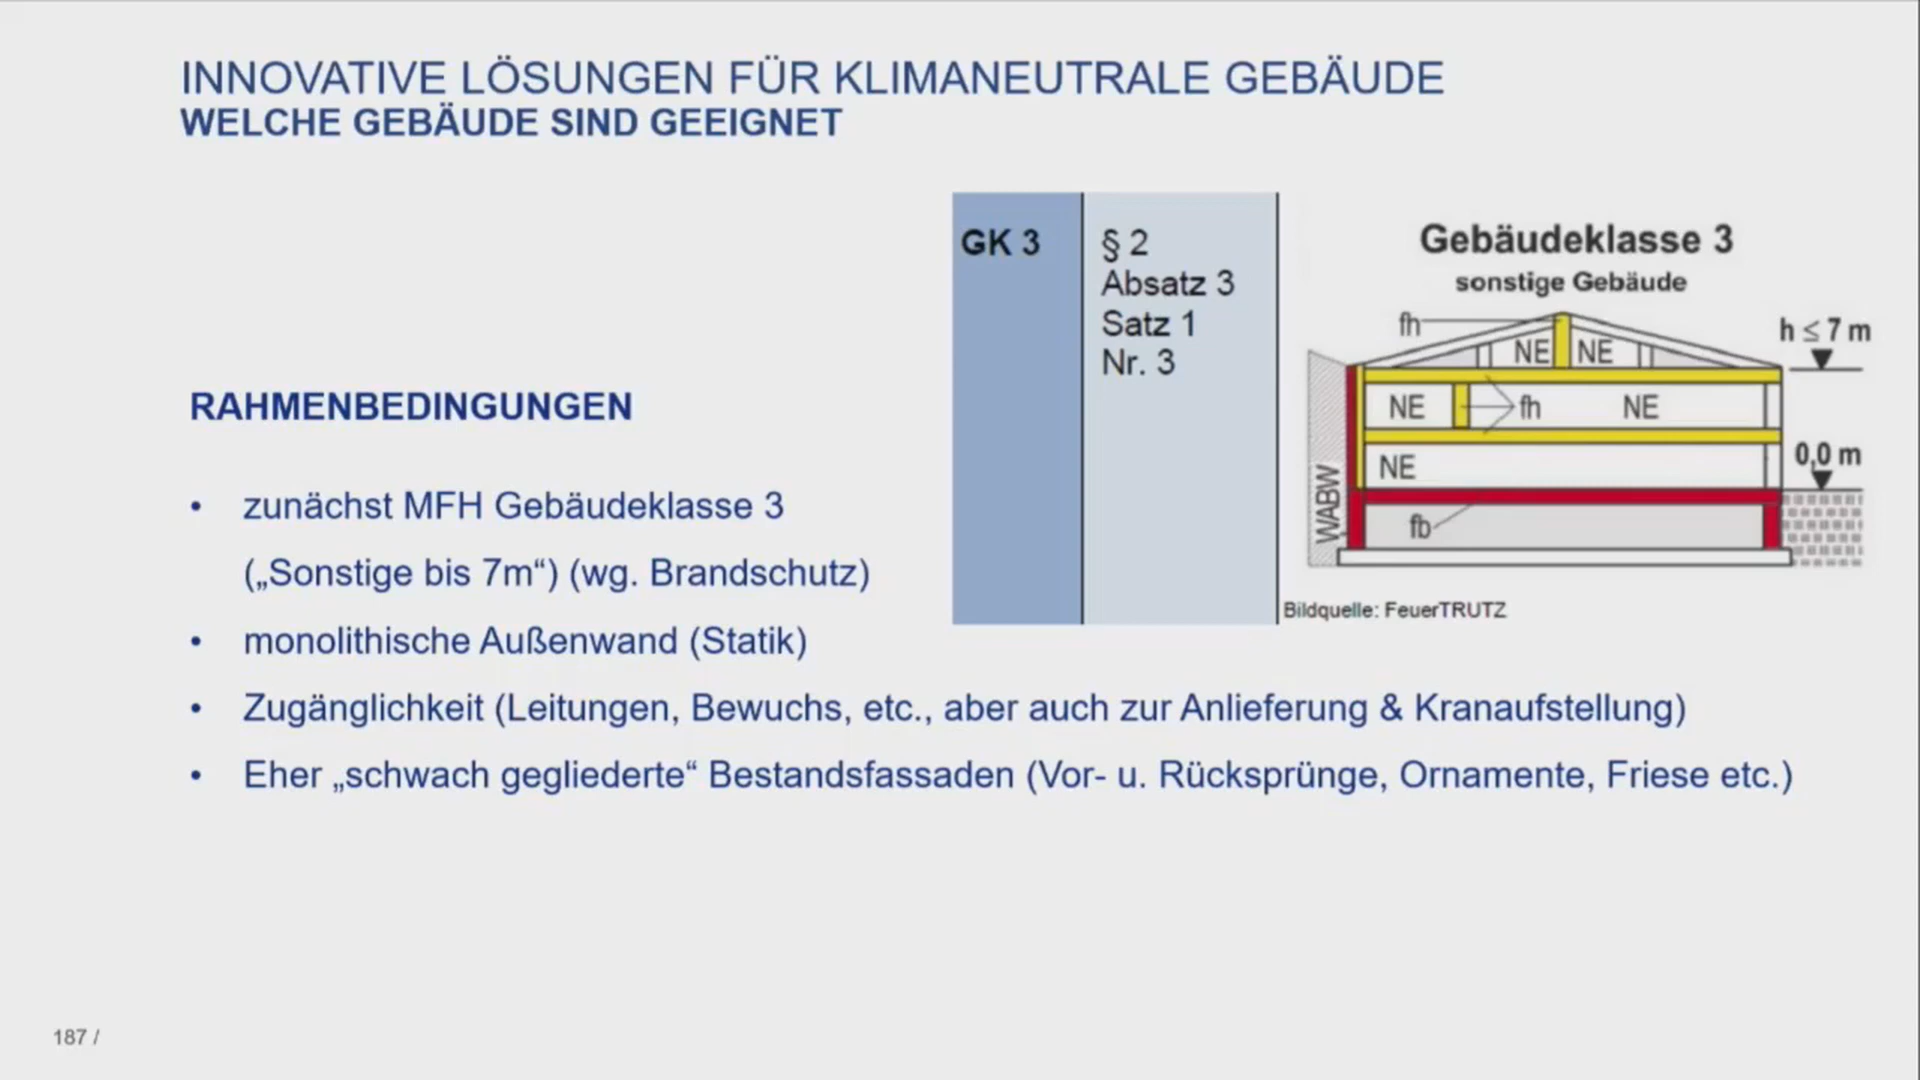 INNOVATIVE LÖSUNGEN FÜR KLIMANEUTRALE GEBÄUDE
WELCHE GEBÄUDE SIND GEEIGNET
GK 3
§ 2
Absatz 3
Satz 1
Nr. 3
Gebäudeklasse 3
sonstige Gebäude
fh
h ≤ 7 m
NE NE
NE fh NE
0,0 m
NE
WABW
fb
Bildquelle: FeuerTRUTZ
RAHMENBEDINGUNGEN
• zunächst MFH Gebäudeklasse 3
(„Sonstige bis 7m“) (wg. Brandschutz)
• monolithische Außenwand (Statik)
• Zugänglichkeit (Leitungen, Bewuchs, etc., aber auch zur Anlieferung & Kranaufstellung)
• Eher „schwach gegliederte“ Bestandsfassaden (Vor- u. Rücksprünge, Ornamente, Friese etc.)
187 /